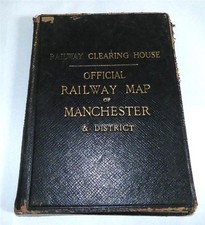 RAILWAY CLEARING HOUSE
OFFICIAL
RAILWAY MAP
OF
MANCHESTER
& DISTRICT